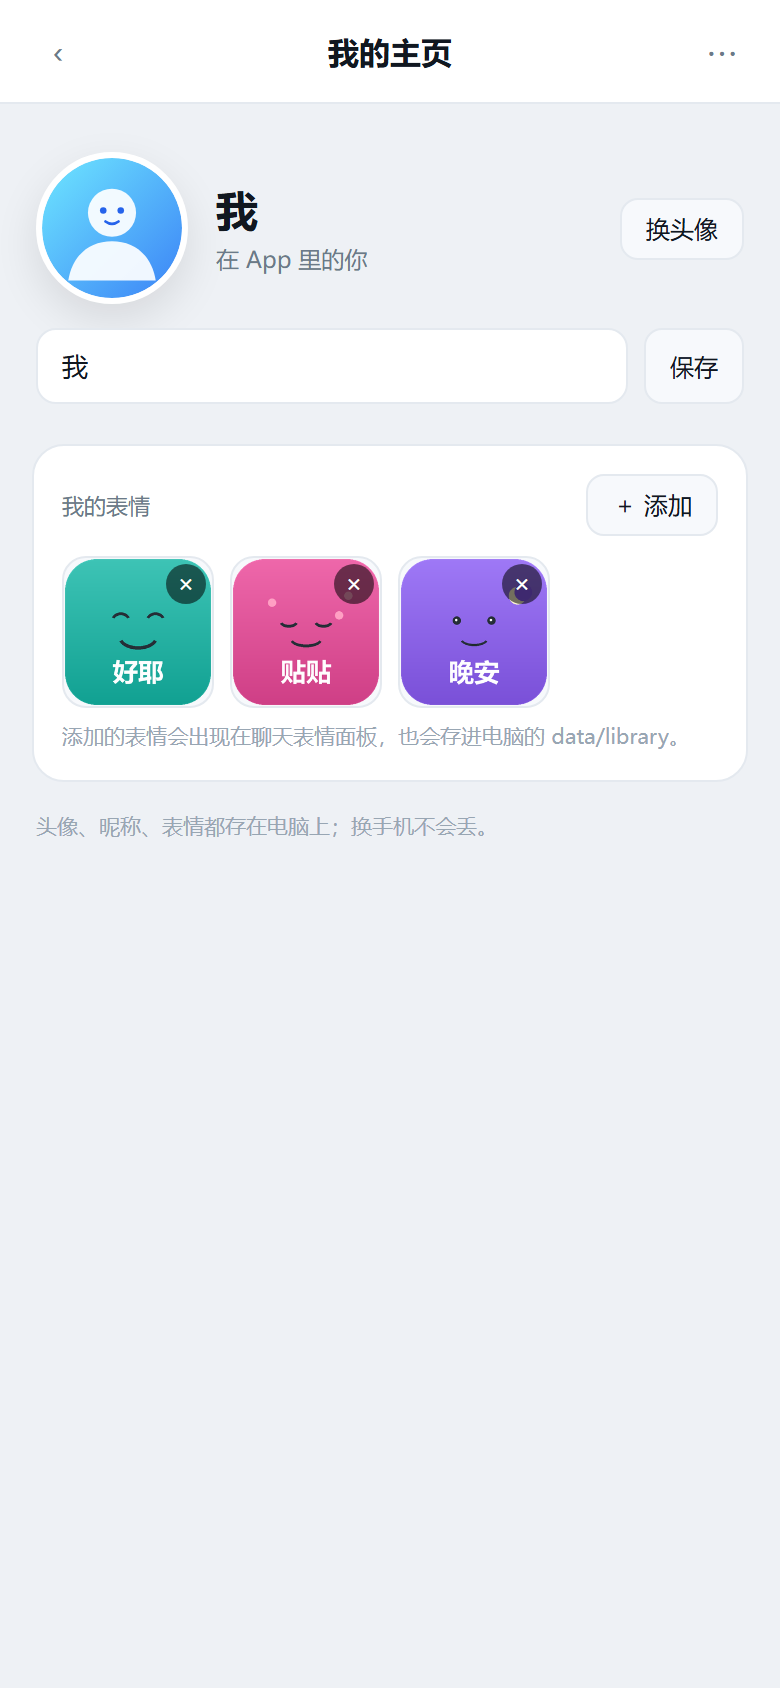 ‹ 我的主页 ···
我
在 App 里的你
换头像
我
保存
我的表情
+ 添加
×
×
×
好耶
贴贴
晚安
添加的表情会出现在聊天表情面板，也会存进电脑的 data/library。
头像、昵称、表情都存在电脑上；换手机不会丢。